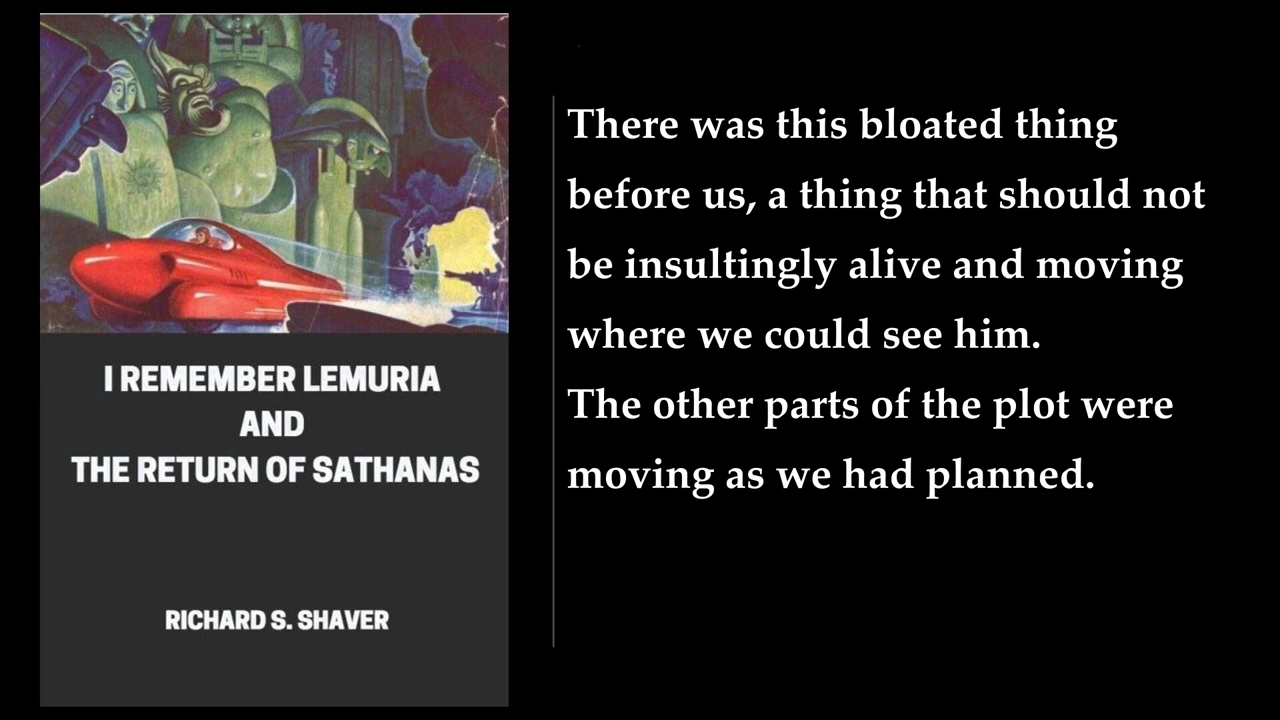 I REMEMBER LEMURIA
AND
THE RETURN OF SATHANAS
RICHARD S. SHAVER
There was this bloated thing
before us, a thing that should not
be insultingly alive and moving
where we could see him.
The other parts of the plot were
moving as we had planned.